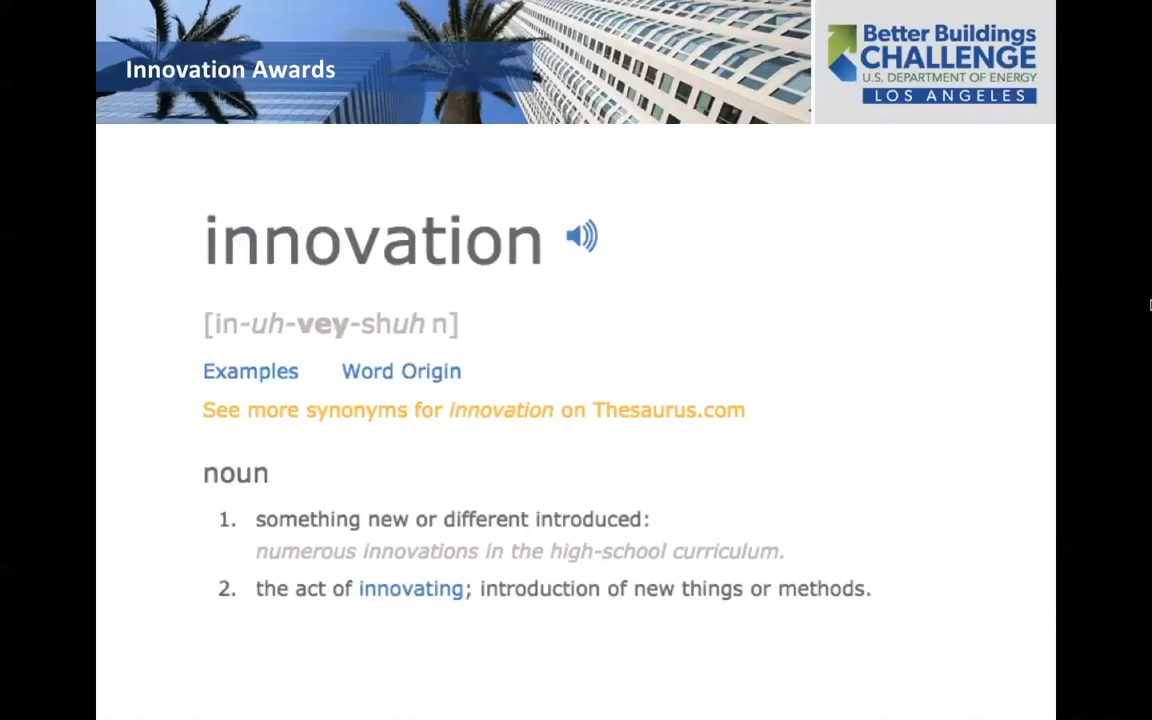 Innovation Awards
Better Buildings
CHALLENGE
U.S. DEPARTMENT OF ENERGY
LOS ANGELES
innovation
[in-uh-vey-shuh n]
Examples Word Origin
See more synonyms for innovation on Thesaurus.com
noun
1. something new or different introduced:
numerous innovations in the high-school curriculum.
2. the act of innovating; introduction of new things or methods.